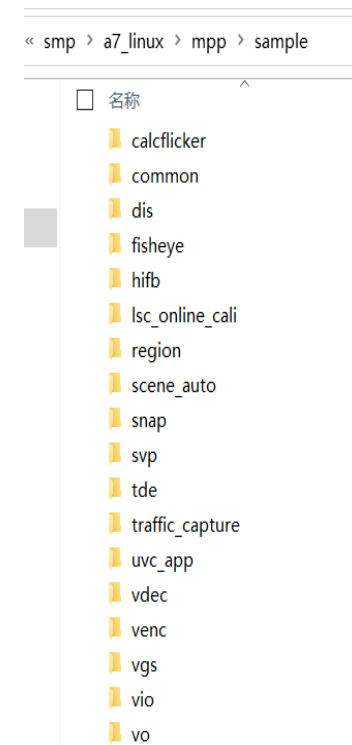 « smp > a7_linux > mpp > sample
名称
calcflicker
common
dis
fisheye
hifb
lsc_online_cali
region
scene_auto
snap
svp
tde
traffic_capture
uvc_app
vdec
venc
vgs
vio
vo